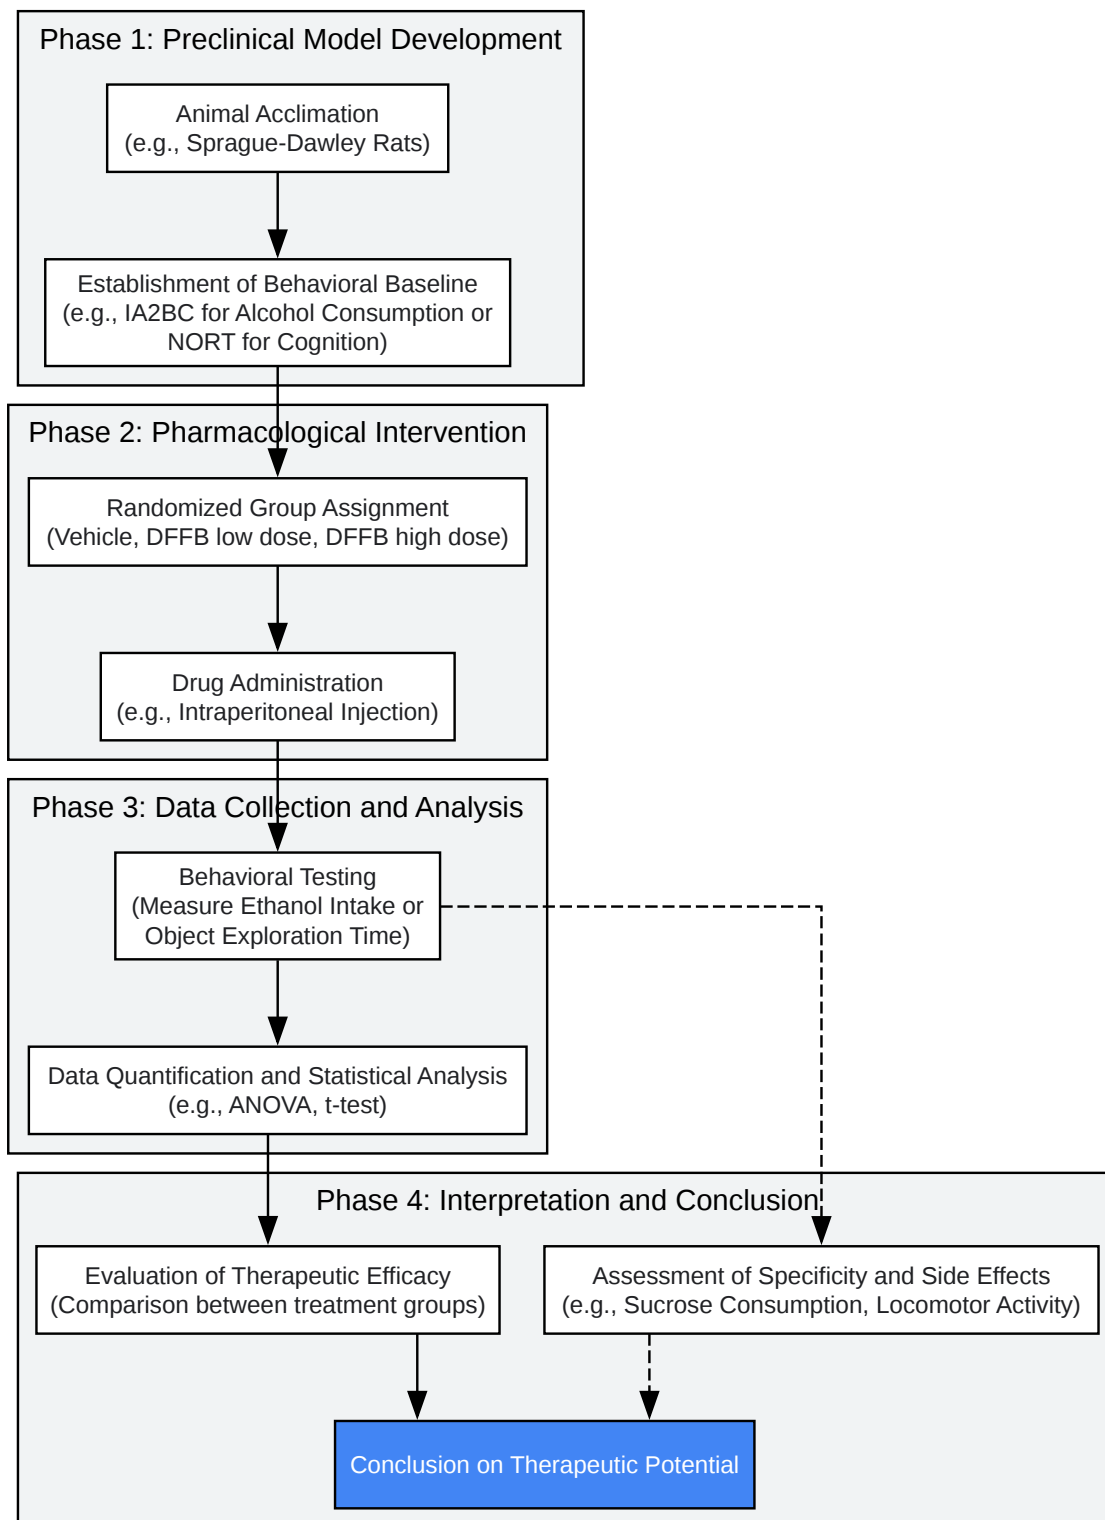 Phase 1: Preclinical Model Development
Animal Acclimation
(e.g., Sprague-Dawley Rats)
Establishment of Behavioral Baseline
(e.g., IA2BC for Alcohol Consumption or
NORT for Cognition)
Phase 2: Pharmacological Intervention
Randomized Group Assignment
(Vehicle, DFFB low dose, DFFB high dose)
Drug Administration
(e.g., Intraperitoneal Injection)
Phase 3: Data Collection and Analysis
Behavioral Testing
(Measure Ethanol Intake or
Object Exploration Time)
Data Quantification and Statistical Analysis
(e.g., ANOVA, t-test)
Phase 4: Interpretation and Conclusion
Evaluation of Therapeutic Efficacy
(Comparison between treatment groups)
Assessment of Specificity and Side Effects
(e.g., Sucrose Consumption, Locomotor Activity)
Conclusion on Therapeutic Potential